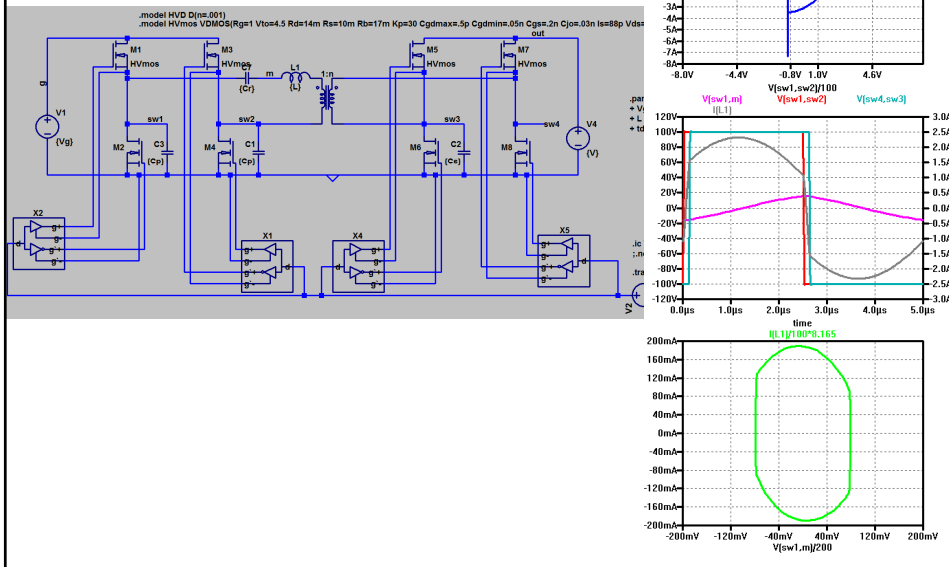 .model HVD D(n=.001)
.model HVmos VDMOS(Rg=1 Vto=4.5 Rd=14m Rs=10m Rb=17m Kp=30 Cgdmax=.5p Cgdmin=.05n Cgs=.2n Cjo=.03n Is=88p Vds=
out
M1
HVmos
M3
HVmos
M5
HVmos
M7
HVmos
g
C7
{Cr}
m
L1
{L}
1:n
V1
{Vg}
sw1
sw2
sw3
sw4
V4
{V}
M2
C3
{Cp}
M4
C1
{Cp}
M6
C2
{Cs}
M8
.par
+ V
+ L
+ td
X2
d
g+
g-
g'+
g'-
X1
d
g+
g-
g'+
g'-
X4
d
g+
g-
g'+
g'-
X5
d
g+
g-
g'+
g'-
.ic
;.n
.tra
V2
-3A
-4A
-5A
-6A
-7A
-8A
-8.0V -4.4V -0.8V 1.0V 4.6V
V(sw1,sw2)/100
V(sw1,m) V(sw1,sw2) V(sw4,sw3)
I(L1)
120V 3.0A
100V 2.5A
80V 2.0A
60V 1.5A
40V 1.0A
20V 0.5A
0V 0.0A
-20V -0.5A
-40V -1.0A
-60V -1.5A
-80V -2.0A
-100V -2.5A
-120V -3.0A
0.0µs 1.0µs 2.0µs 3.0µs 4.0µs 5.0µs
time
I(L1)/100*8.165
200mA
160mA
120mA
80mA
40mA
0mA
-40mA
-80mA
-120mA
-160mA
-200mA
-200mV -120mV -40mV 40mV 120mV 200mV
V(sw1,m)/200